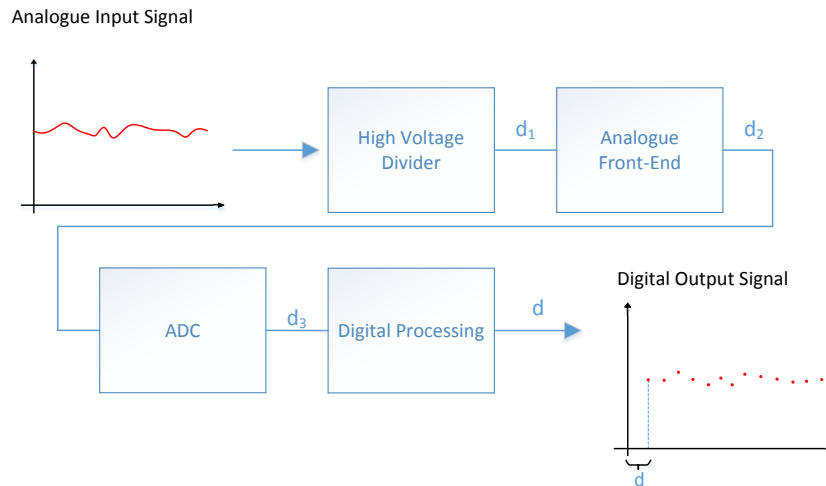 Analogue Input Signal
High Voltage
Divider
d₁
Analogue
Front-End
d₂
ADC
d₃
Digital Processing
d
Digital Output Signal
d